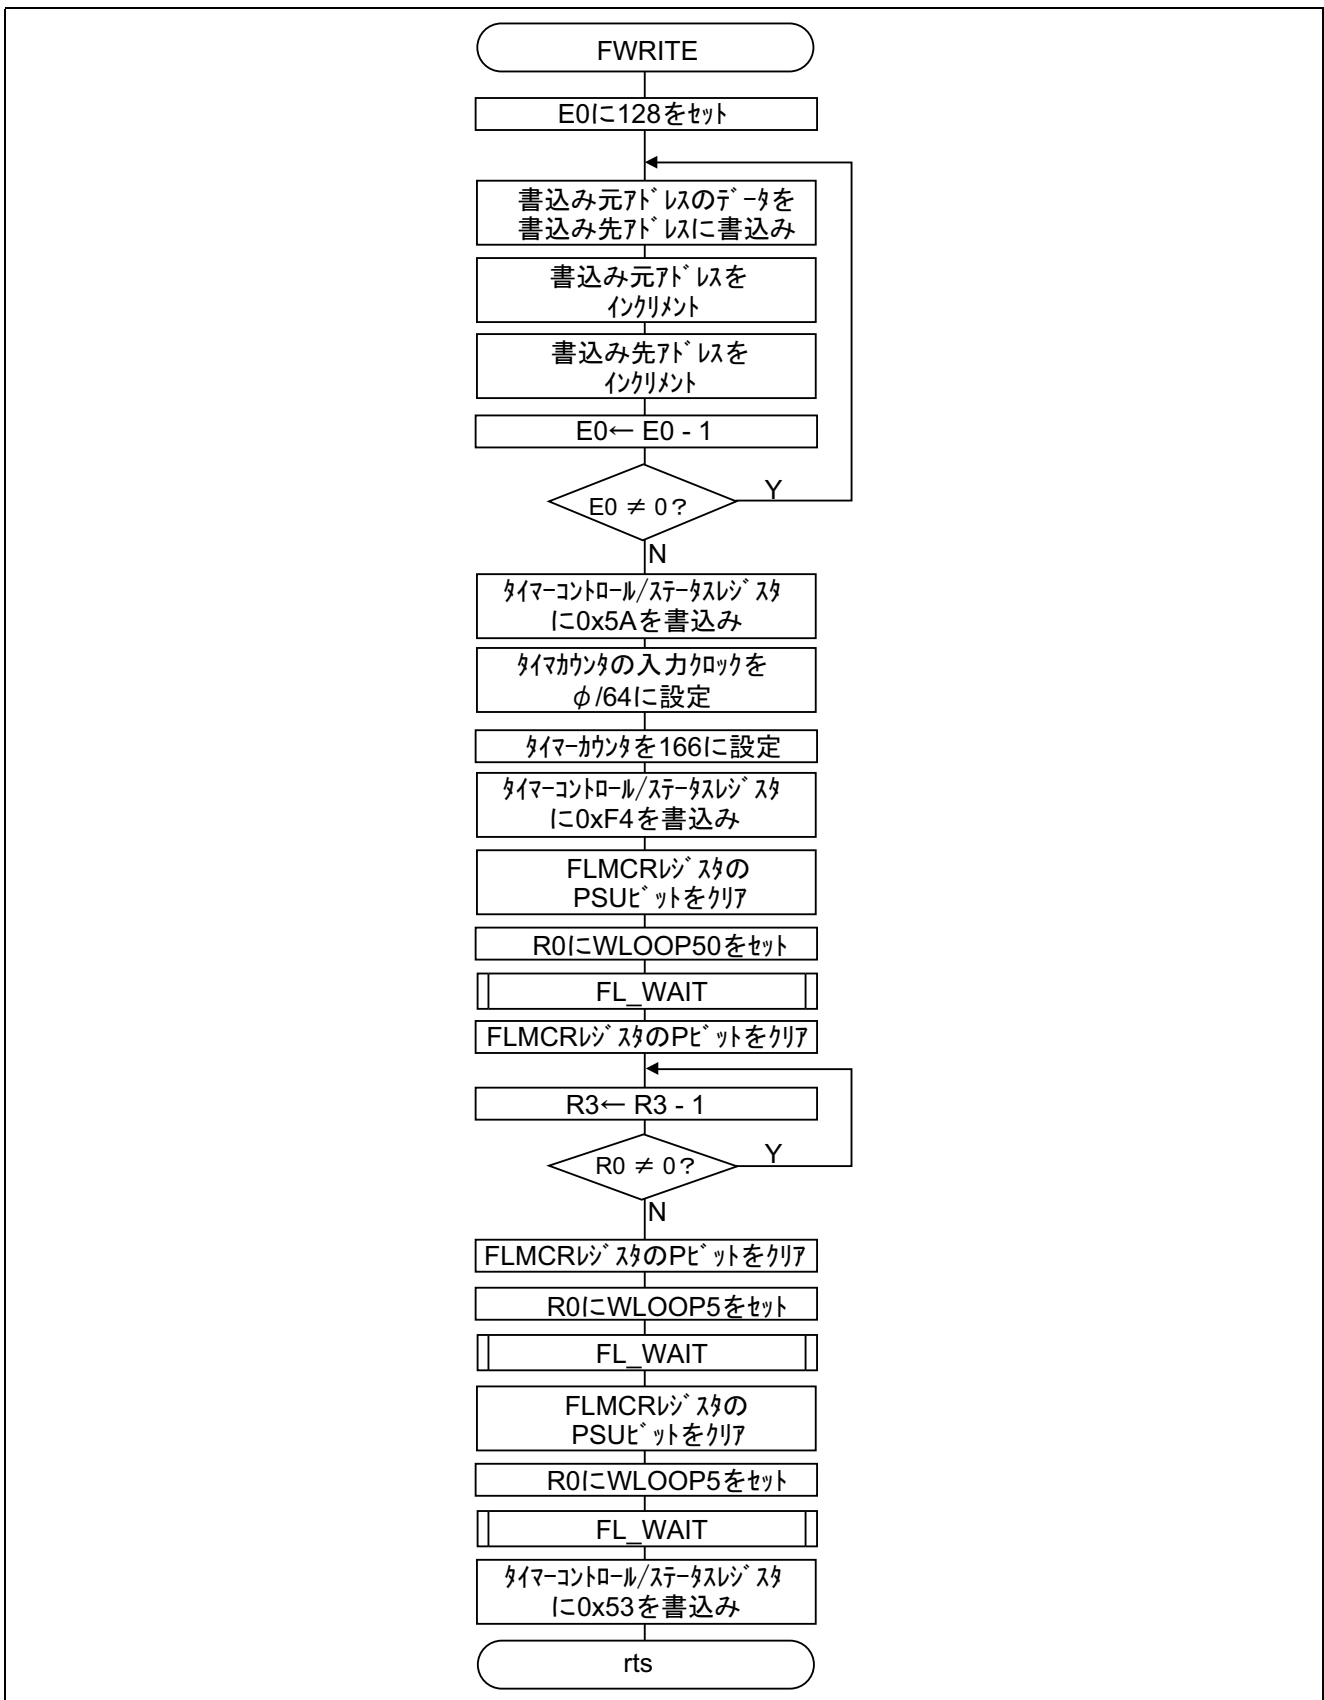 FWRITE
E0に128をｾｯﾄ
書込み元ｱﾄﾞﾚｽのﾃﾞｰﾀを
書込み先ｱﾄﾞﾚｽに書込み
書込み元ｱﾄﾞﾚｽを
ｲﾝｸﾘﾒﾝﾄ
書込み先ｱﾄﾞﾚｽを
ｲﾝｸﾘﾒﾝﾄ
E0← E0 - 1
E0 ≠ 0？
Y
N
ﾀｲﾏｰｺﾝﾄﾛｰﾙ/ｽﾃｰﾀｽﾚｼﾞｽﾀ
に0x5Aを書込み
ﾀｲﾏｶｳﾝﾀの入力ｸﾛｯｸを
φ/64に設定
ﾀｲﾏｰｶｳﾝﾀを166に設定
ﾀｲﾏｰｺﾝﾄﾛｰﾙ/ｽﾃｰﾀｽﾚｼﾞｽﾀ
に0xF4を書込み
FLMCRﾚｼﾞｽﾀの
PSUﾋﾞｯﾄをｸﾘｱ
R0にWLOOP50をｾｯﾄ
FL_WAIT
FLMCRﾚｼﾞｽﾀのPﾋﾞｯﾄをｸﾘｱ
R3← R3 - 1
R0 ≠ 0？
Y
N
FLMCRﾚｼﾞｽﾀのPﾋﾞｯﾄをｸﾘｱ
R0にWLOOP5をｾｯﾄ
FL_WAIT
FLMCRﾚｼﾞｽﾀの
PSUﾋﾞｯﾄをｸﾘｱ
R0にWLOOP5をｾｯﾄ
FL_WAIT
ﾀｲﾏｰｺﾝﾄﾛｰﾙ/ｽﾃｰﾀｽﾚｼﾞｽﾀ
に0x53を書込み
rts